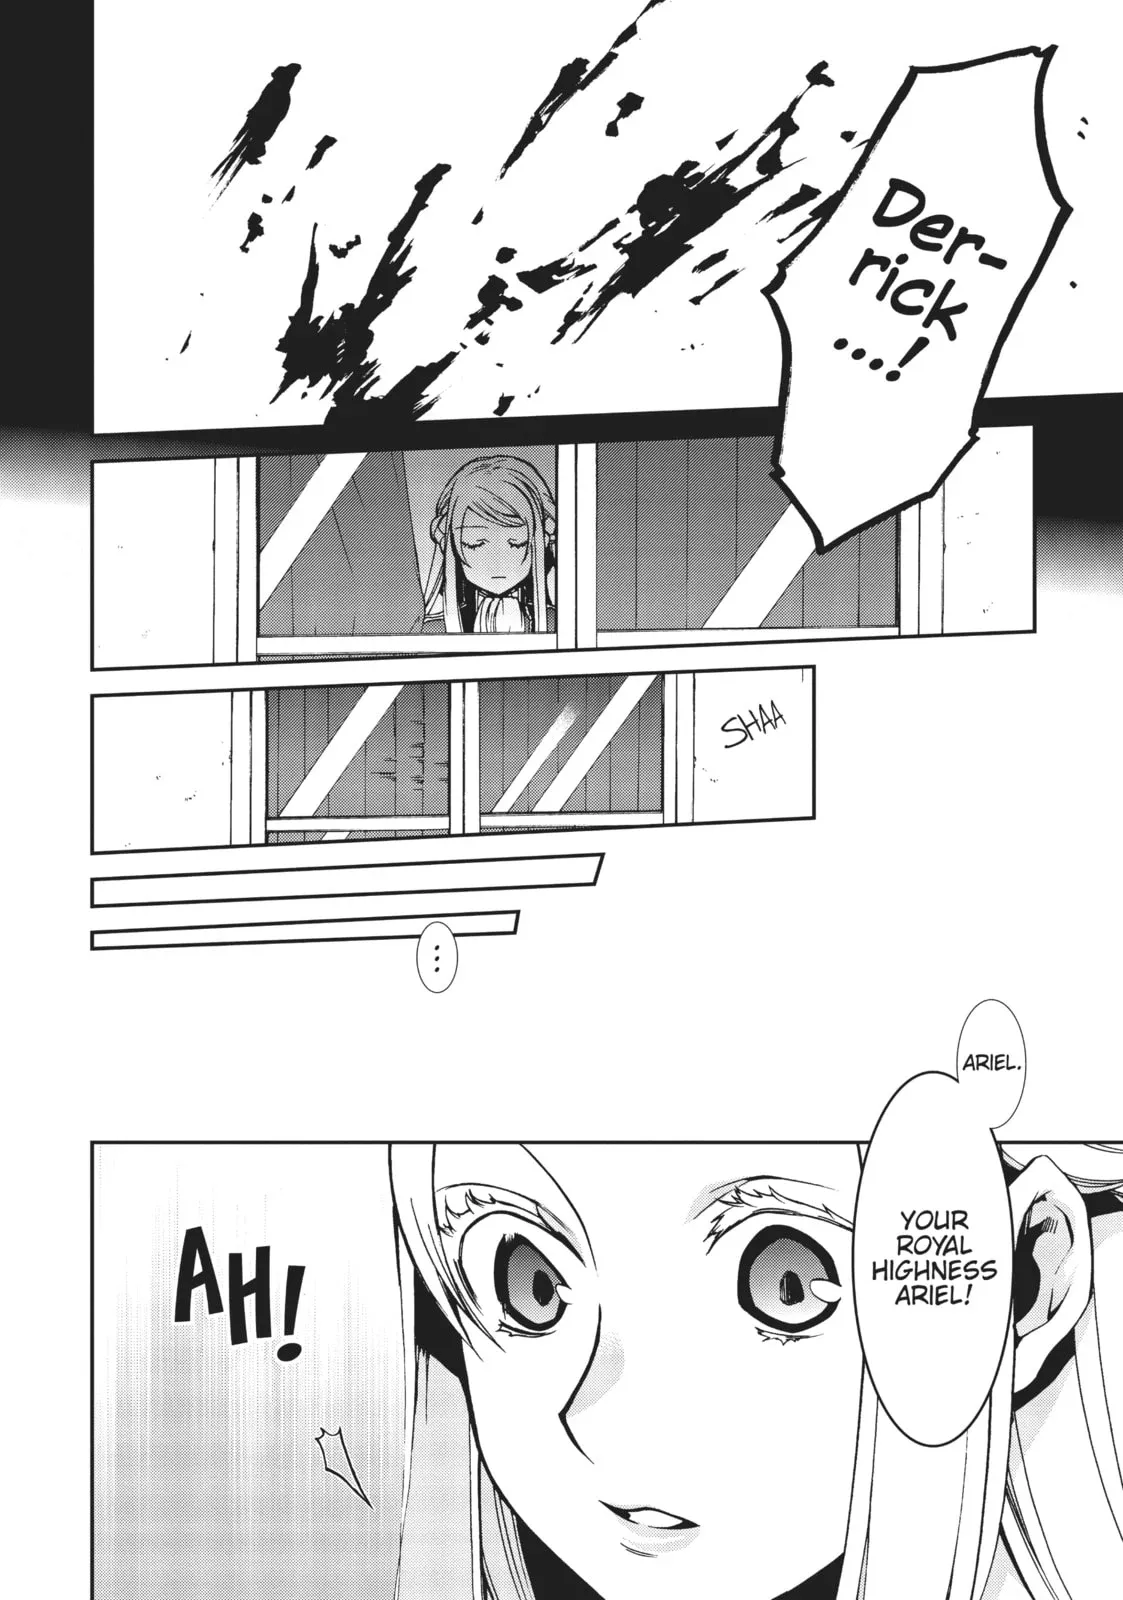 Der-
rick
....!
SHAA
...
ARIEL.
YOUR
ROYAL
HIGHNESS
ARIEL!
AH!